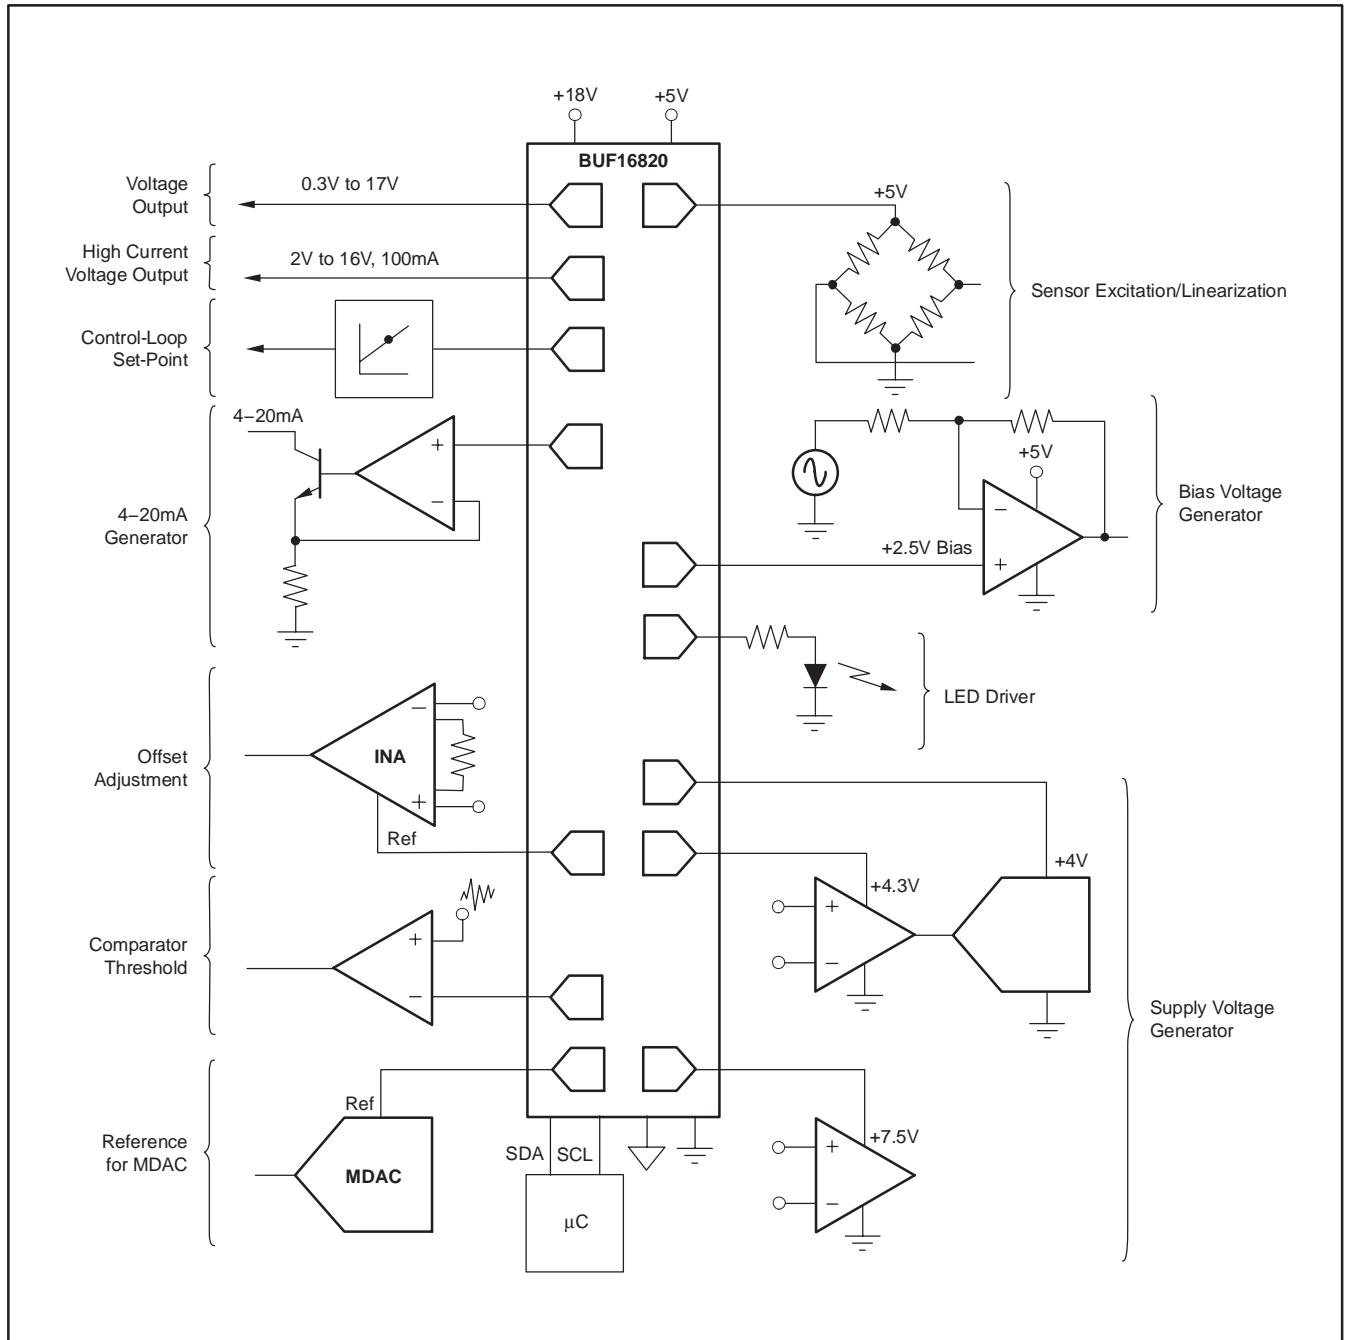 +18V
+5V
BUF16820
Voltage
Output
0.3V to 17V
High Current
Voltage Output
2V to 16V, 100mA
Control-Loop
Set-Point
4–20mA
+
−
4–20mA
Generator
Offset
Adjustment
−
INA
+
Ref
Comparator
Threshold
+
−
Reference
for MDAC
Ref
MDAC
SDA
SCL
μC
+5V
Sensor Excitation/Linearization
+5V
−
+
+2.5V Bias
Bias Voltage
Generator
LED Driver
+4V
+4.3V
+
−
Supply Voltage
Generator
+7.5V
+
−